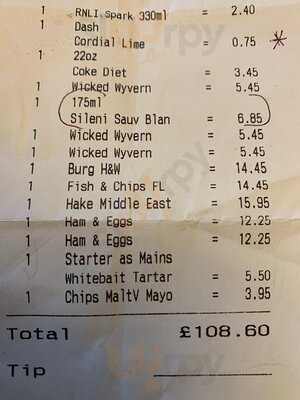 1 RNLI Spark 330ml = 2.40
1 Dash
Cordial Lime = 0.75 *
1 22oz
Coke Diet = 3.45
1 Wicked Wyvern = 5.45
1 175ml
Sileni Sauv Blan = 6.85
1 Wicked Wyvern = 5.45
1 Wicked Wyvern = 5.45
1 Burg H&W = 14.45
1 Fish & Chips FL = 14.45
1 Hake Middle East = 15.95
1 Ham & Eggs = 12.25
1 Ham & Eggs = 12.25
1 Starter as Mains
Whitebait Tartar = 5.50
1 Chips MaltV Mayo = 3.95
Total £108.60
Tip